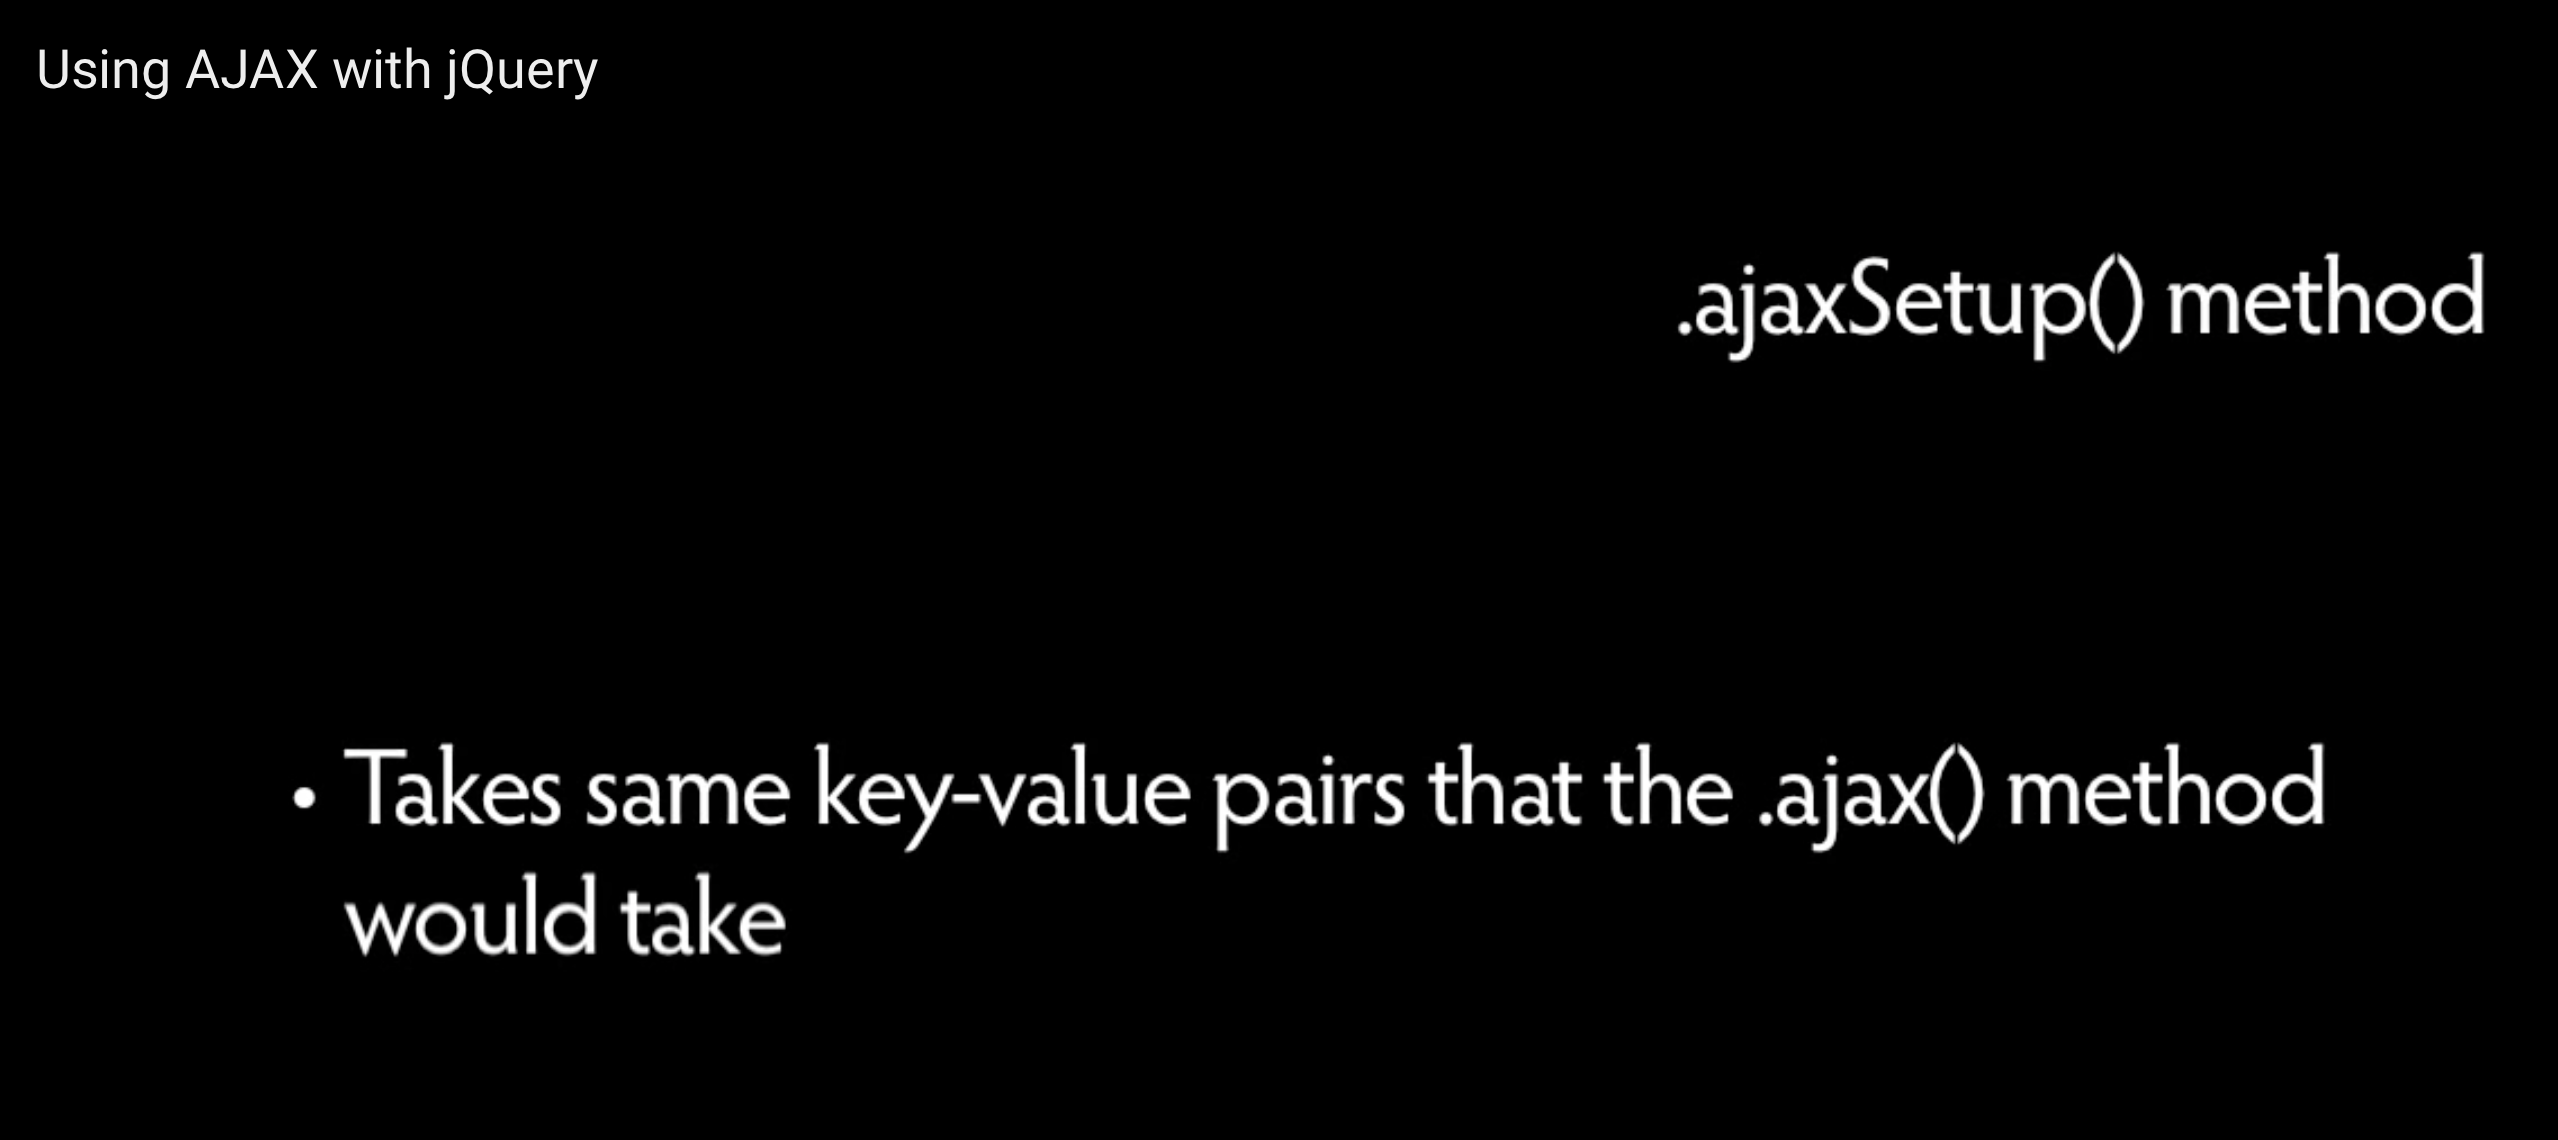 Using AJAX with jQuery
.ajaxSetup() method
• Takes same key-value pairs that the .ajax() method
would take